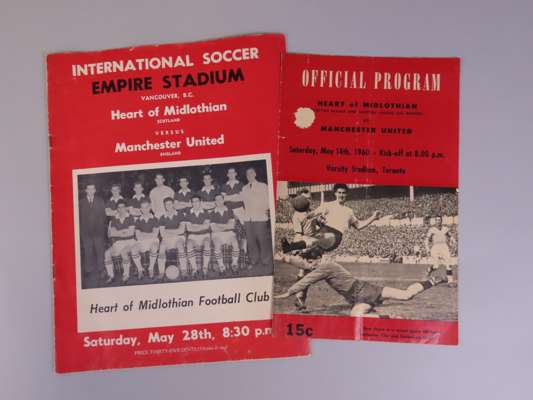 INTERNATIONAL SOCCER
EMPIRE STADIUM
VANCOUVER, B.C.
Heart of Midlothian
SCOTLAND
VERSUS
Manchester United
ENGLAND
Heart of Midlothian Football Club
Saturday, May 28th, 8:30 p.m
OFFICIAL PROGRAM
HEART of MIDLOTHIAN
MANCHESTER UNITED
Saturday, May 14th, 1960 - Kick-off at 8.00 p.m.
Varsity Stadium, Toronto
15c